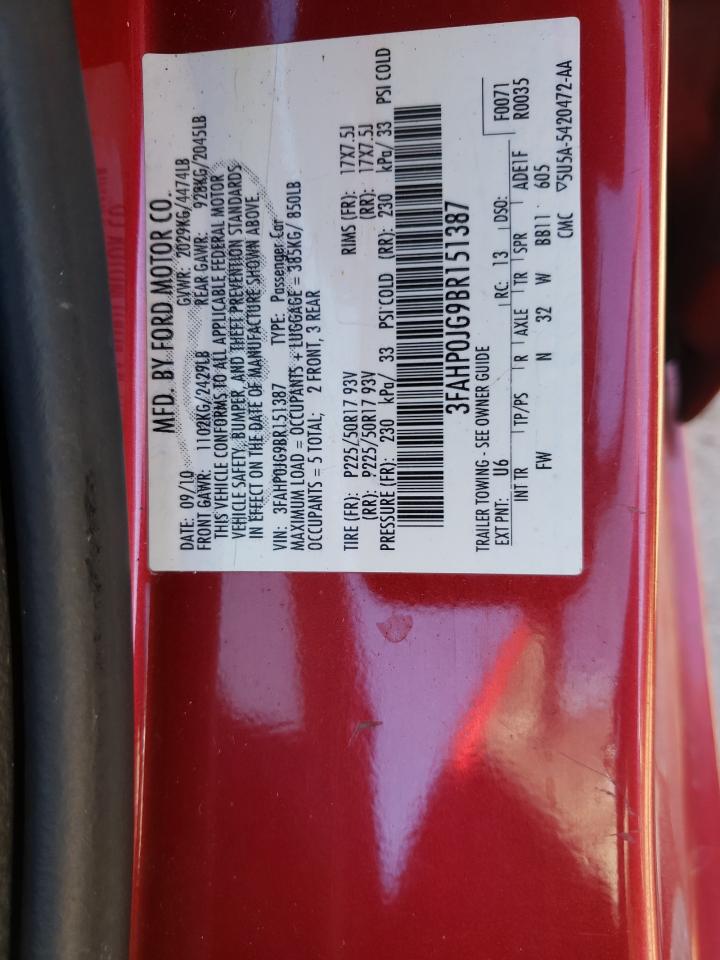 MFD. BY FORD MOTOR CO.
DATE: 09/10 GVWR: 2029KG/4474LB
FRONT GAWR: 1102KG/2429LB REAR GAWR: 928KG/2045LB
THIS VEHICLE CONFORMS TO ALL APPLICABLE FEDERAL MOTOR
VEHICLE SAFETY, BUMPER, AND THEFT PREVENTION STANDARDS
IN EFFECT ON THE DATE OF MANUFACTURE SHOWN ABOVE.
VIN: 3FAHP0JG9BR151387 TYPE: Passenger Car
MAXIMUM LOAD = OCCUPANTS + LUGGAGE = 385KG/ 850LB
OCCUPANTS = 5 TOTAL; 2 FRONT, 3 REAR
TIRE (FR): P225/50R17 93V RIMS (FR): 17X7.5J
(RR): P225/50R17 93V (RR): 17X7.5J
PRESSURE (FR): 230 kPa/ 33 PSI COLD (RR): 230 kPa/ 33 PSI COLD
3FAHP0JG9BR151387
TRAILER TOWING - SEE OWNER GUIDE F0071
EXT PNT: U6 RC: 13 DSO: R0035
INT TR TP/PS R AXLE TR SPR ADE1F
FW N 32 W BB11 605
CMC ▽5U5A-5420472-AA